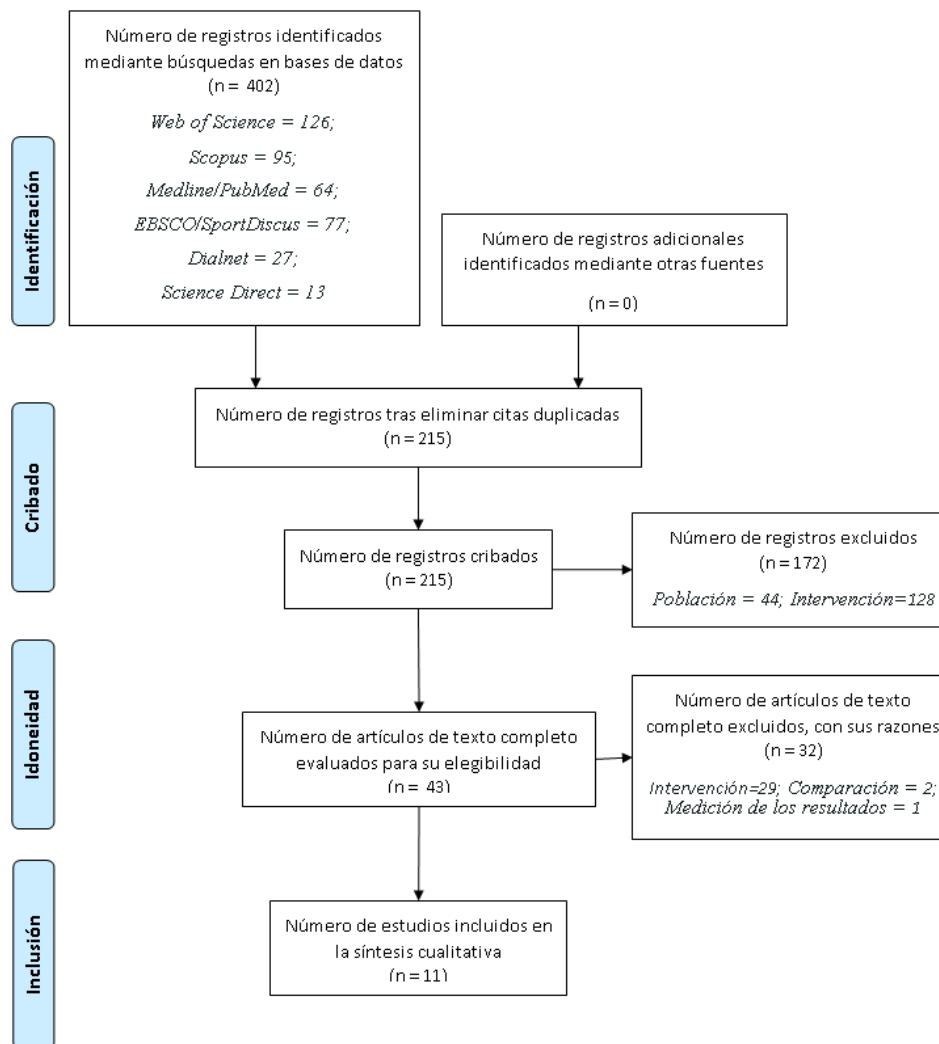 Número de registros identificados
mediante búsquedas en bases de datos
(n = 402)
Web of Science = 126;
Scopus = 95;
Medline/PubMed = 64;
EBSCO/SportDiscus = 77;
Dialnet = 27;
Science Direct = 13
Número de registros adicionales
identificados mediante otras fuentes
(n = 0)
Identificación
Número de registros tras eliminar citas duplicadas
(n = 215)
Cribado
Número de registros cribados
(n = 215)
Número de registros excluidos
(n = 172)
Población = 44; Intervención=128
Idoneidad
Número de artículos de texto completo
evaluados para su elegibilidad
(n = 43)
Número de artículos de texto
completo excluidos, con sus razones
(n = 32)
Intervención=29; Comparación = 2;
Medición de los resultados = 1
Inclusión
Número de estudios incluidos en
la síntesis cualitativa
(n = 11)